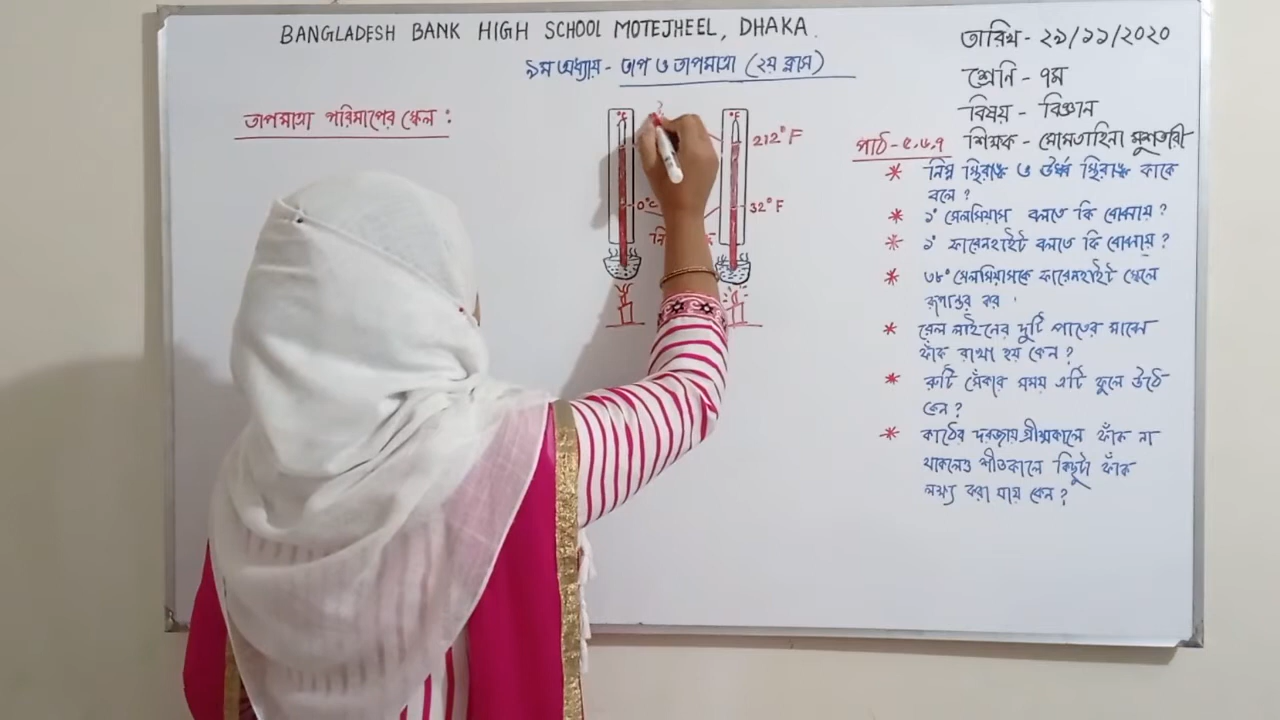 BANGLADESH BANK HIGH SCHOOL MOTEJHEEL, DHAKA.
৯ম অধ্যায় - তাপ ও তাপমাত্রা (২য় ক্লাস)
তারিখ - ২৯/১১/২০২০
শ্রেনি - ৭ম
বিষয় - বিজ্ঞান
শিক্ষক - মোমতাহিনা মুশতারী
তাপমাত্রা পরিমাপের স্কেল:
°C
°F
212° F
0°C
32° F
নি
পাঠ - ৫.৬.৭
* নিম্ন স্থিরাঙ্ক ও ঊর্ধ্ব স্থিরাঙ্ক কাকে
বলে ?
* ১° সেলসিয়াস বলতে কি বোঝায় ?
* ১° ফারেনহাইট বলতে কি বোঝায় ?
* ৩৮° সেলসিয়াসকে ফারেনহাইট স্কেলে
রূপান্তর কর ।
* রেল লাইনের দুটি পাতের মাঝে
ফাঁক রাখা হয় কেন ?
* রুটি সেঁকার সময় এটি ফুলে উঠে
কেন ?
* কাঠের দরজায় গ্রীষ্মকালে ফাঁক না
থাকলেও শীতকালে কিছুটা ফাঁক
লক্ষ্য করা যায় কেন ?